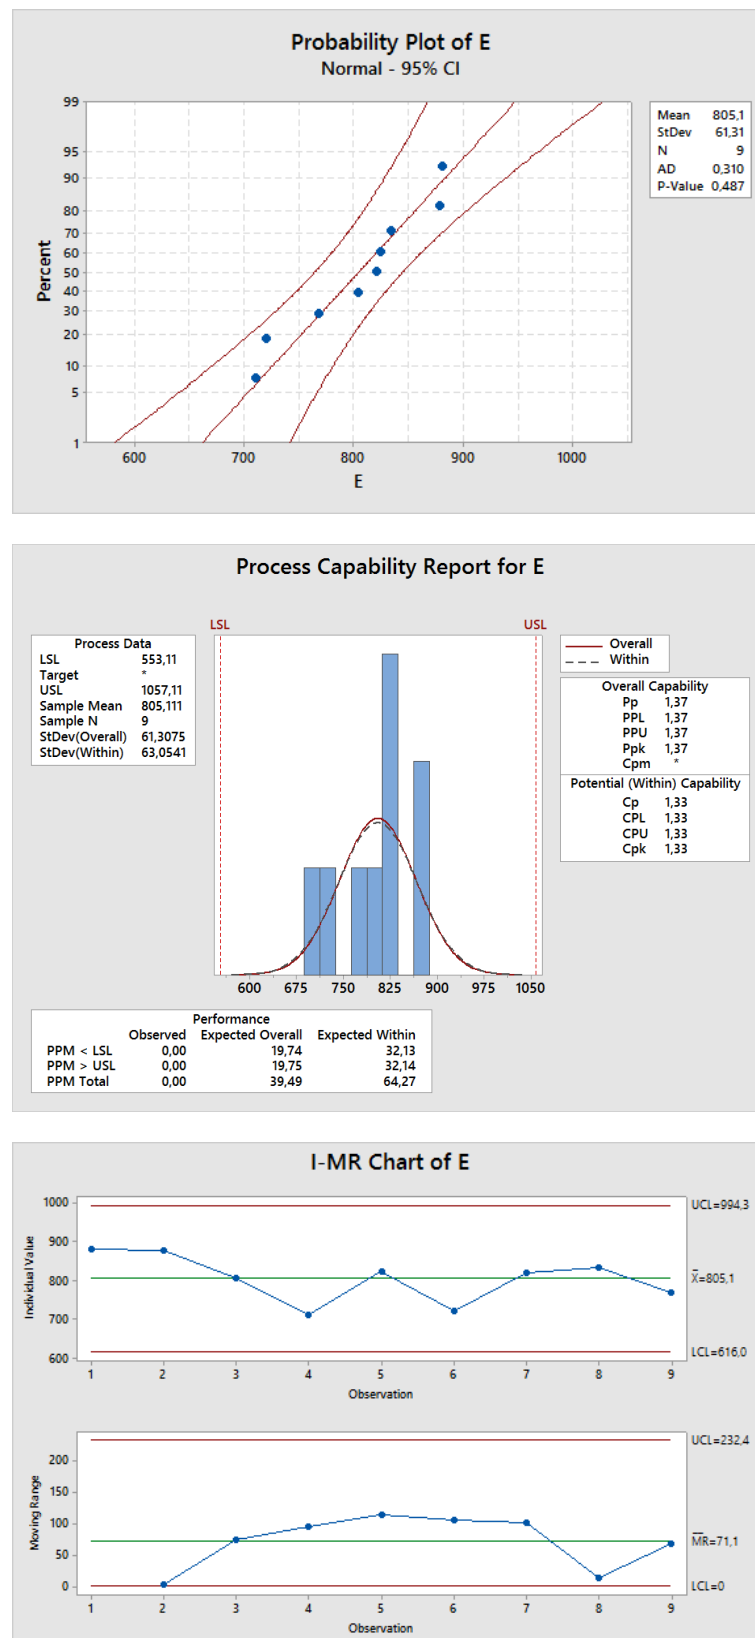 Probability Plot of E
Normal - 95% CI
Mean 805,1
StDev 61,31
N 9
AD 0,310
P-Value 0,487
99
95
90
80
70
60
50
40
30
20
10
5
1
Percent
600 700 800 900 1000
E
Process Capability Report for E
LSL USL
Process Data
LSL 553,11
Target *
USL 1057,11
Sample Mean 805,111
Sample N 9
StDev(Overall) 61,3075
StDev(Within) 63,0541
Overall
Within
Overall Capability
Pp 1,37
PPL 1,37
PPU 1,37
Ppk 1,37
Cpm *
Potential (Within) Capability
Cp 1,33
CPL 1,33
CPU 1,33
Cpk 1,33
600 675 750 825 900 975 1050
Performance
Observed Expected Overall Expected Within
PPM < LSL 0,00 19,74 32,13
PPM > USL 0,00 19,75 32,14
PPM Total 0,00 39,49 64,27
I-MR Chart of E
1000
900
800
700
600
Individual Value
UCL=994,3
X̄=805,1
LCL=616,0
1 2 3 4 5 6 7 8 9
Observation
200
150
100
50
0
Moving Range
UCL=232,4
M̅R̅=71,1
LCL=0
1 2 3 4 5 6 7 8 9
Observation